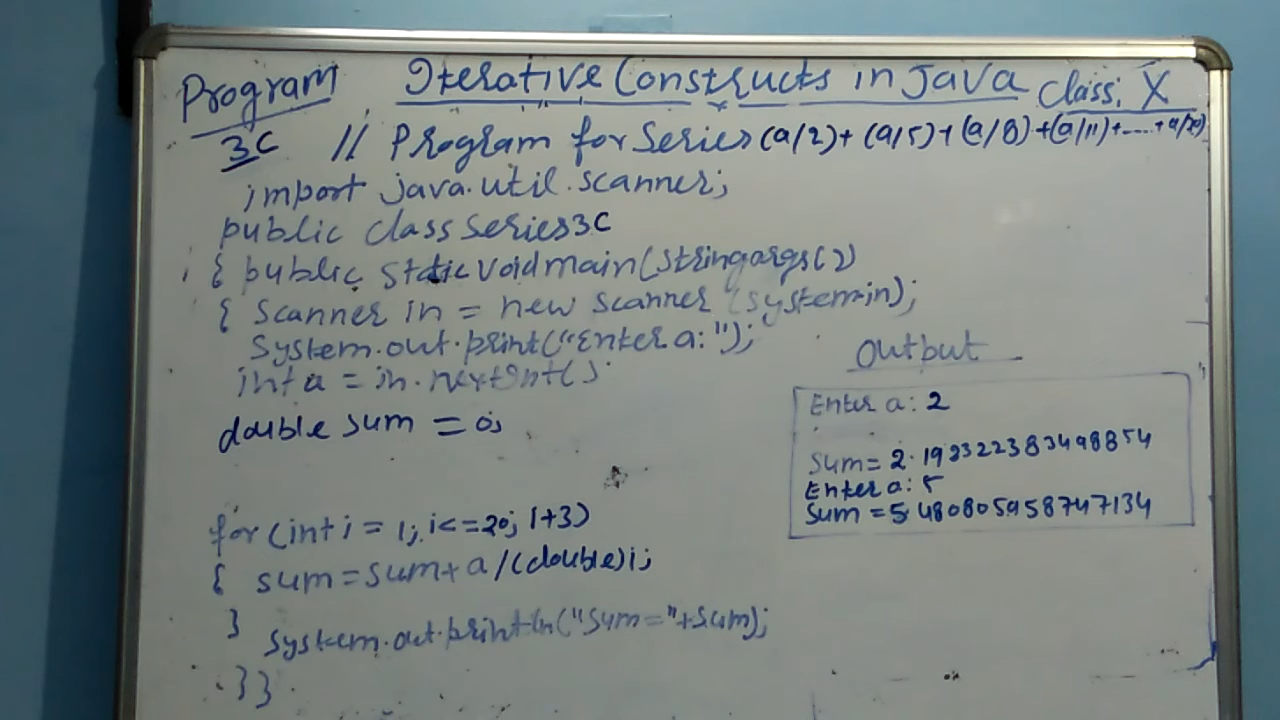 Program Iterative Constructs in Java Class: X
3C // Program for Series (a/2)+ (a/5)+(a/8)+(a/11)+.....+a/20)
import java.util.scanner;
public class Series3C
{ public static void main(String args[])
{ Scanner in = new scanner (system.in);
System.out.print("Enter a:");
int a = in.nextInt();
double sum = 0;
for(int i = 1; i<=20; i+3)
{ sum=sum+a/(double)i;
}
System.out.println("Sum="+sum);
}}
Output
Enter a: 2
Sum= 2.192322383498854
Enter a: 5
Sum =5.480805958747134